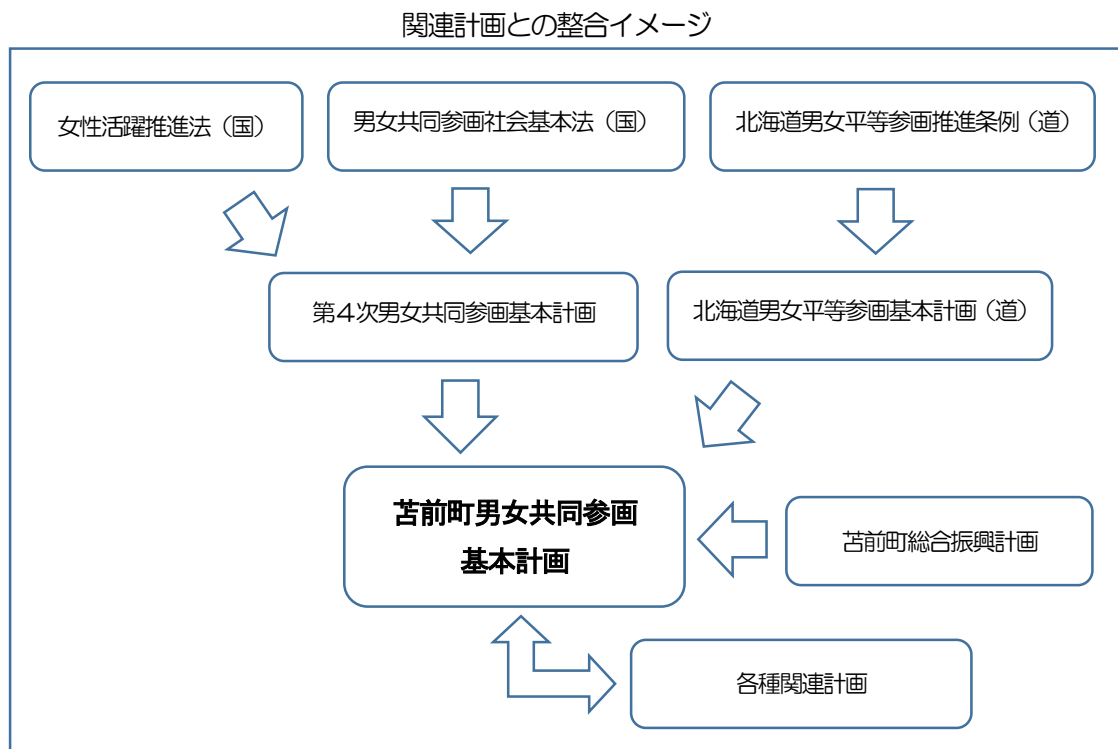 関連計画との整合イメージ
女性活躍推進法（国）
男女共同参画社会基本法（国）
北海道男女平等参画推進条例（道）
第４次男女共同参画基本計画
北海道男女平等参画基本計画（道）
苫前町男女共同参画
基本計画
苫前町総合振興計画
各種関連計画